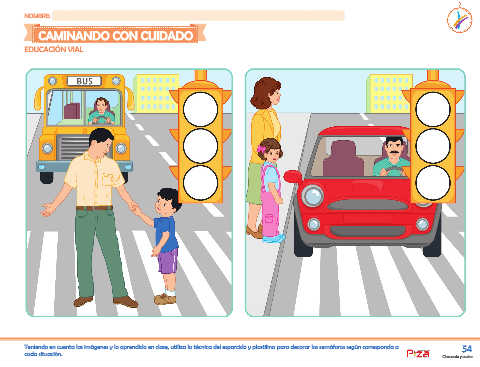 NOMBRE:
CAMINANDO CON CUIDADO
EDUCACIÓN VIAL
BUS
Teniendo en cuenta las imágenes y lo aprendido en clase, utiliza la técnica del esparcido y plastilina para decorar los semáforos según corresponda a
cada situación.
PIZA
54